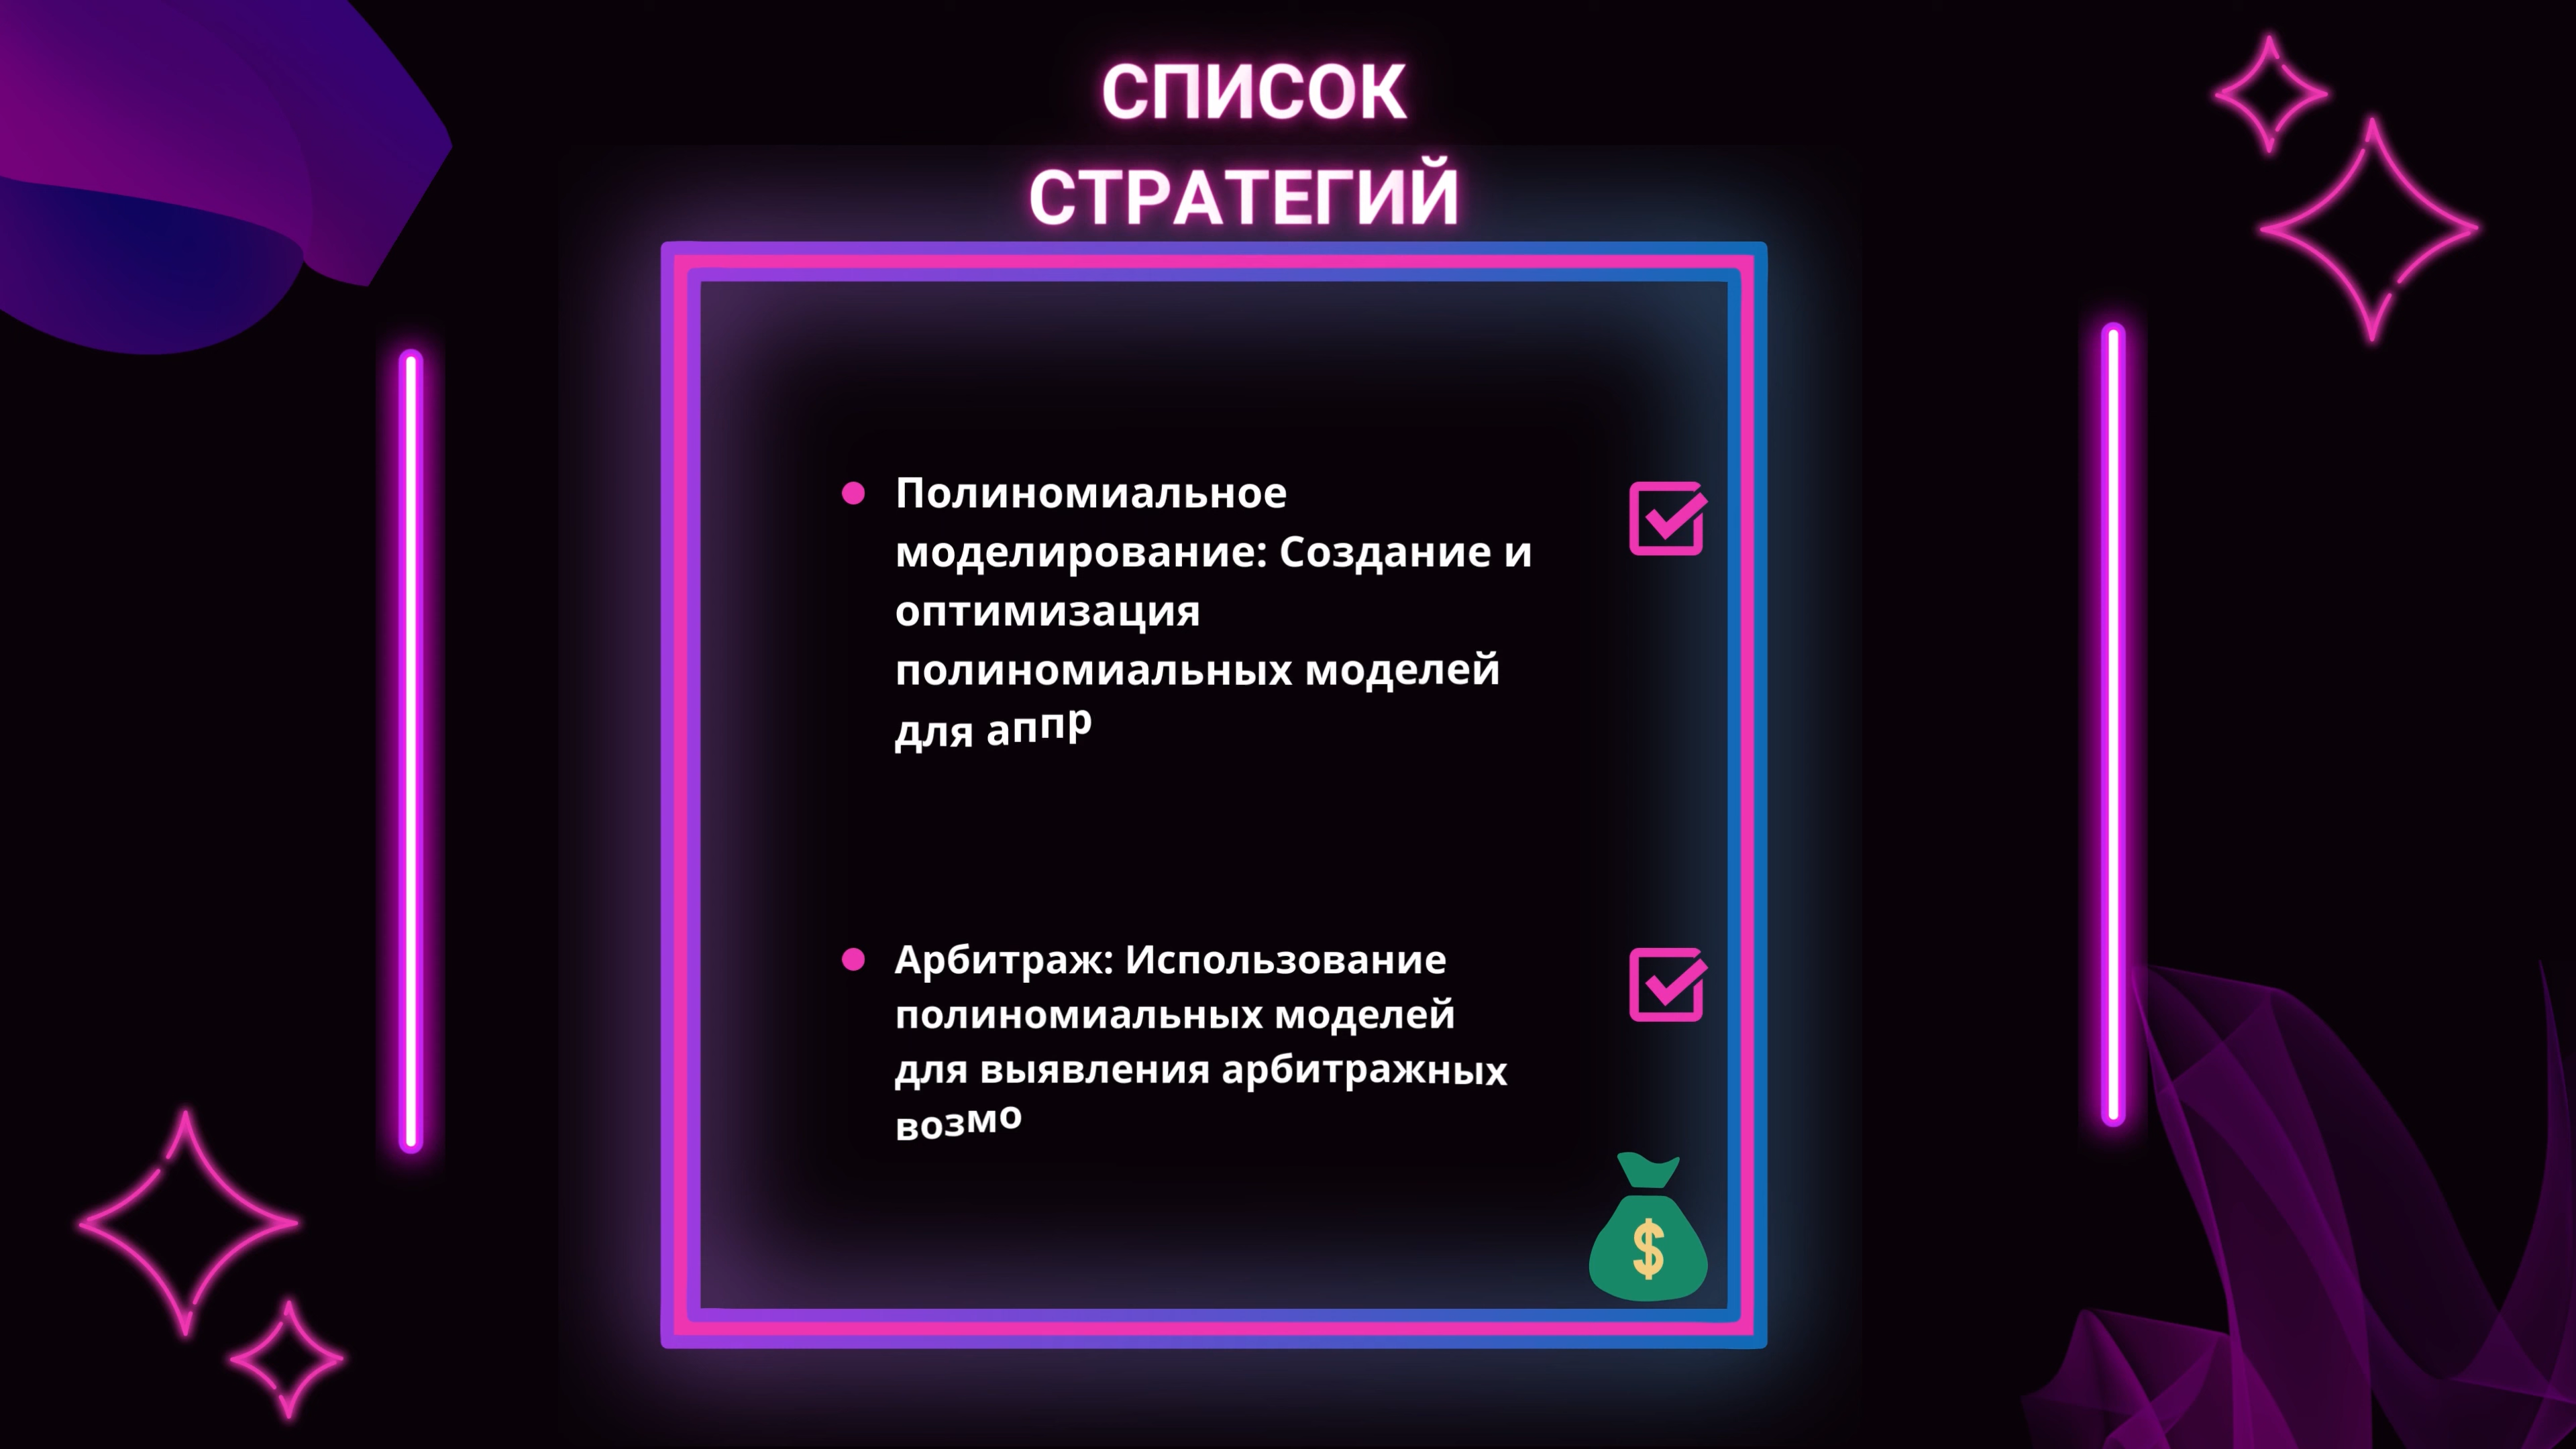 СПИСОК
СТРАТЕГИЙ
Полиномиальное
моделирование: Создание и
оптимизация
полиномиальных моделей
для аппр
Арбитраж: Использование
полиномиальных моделей
для выявления арбитражных
возмо
$